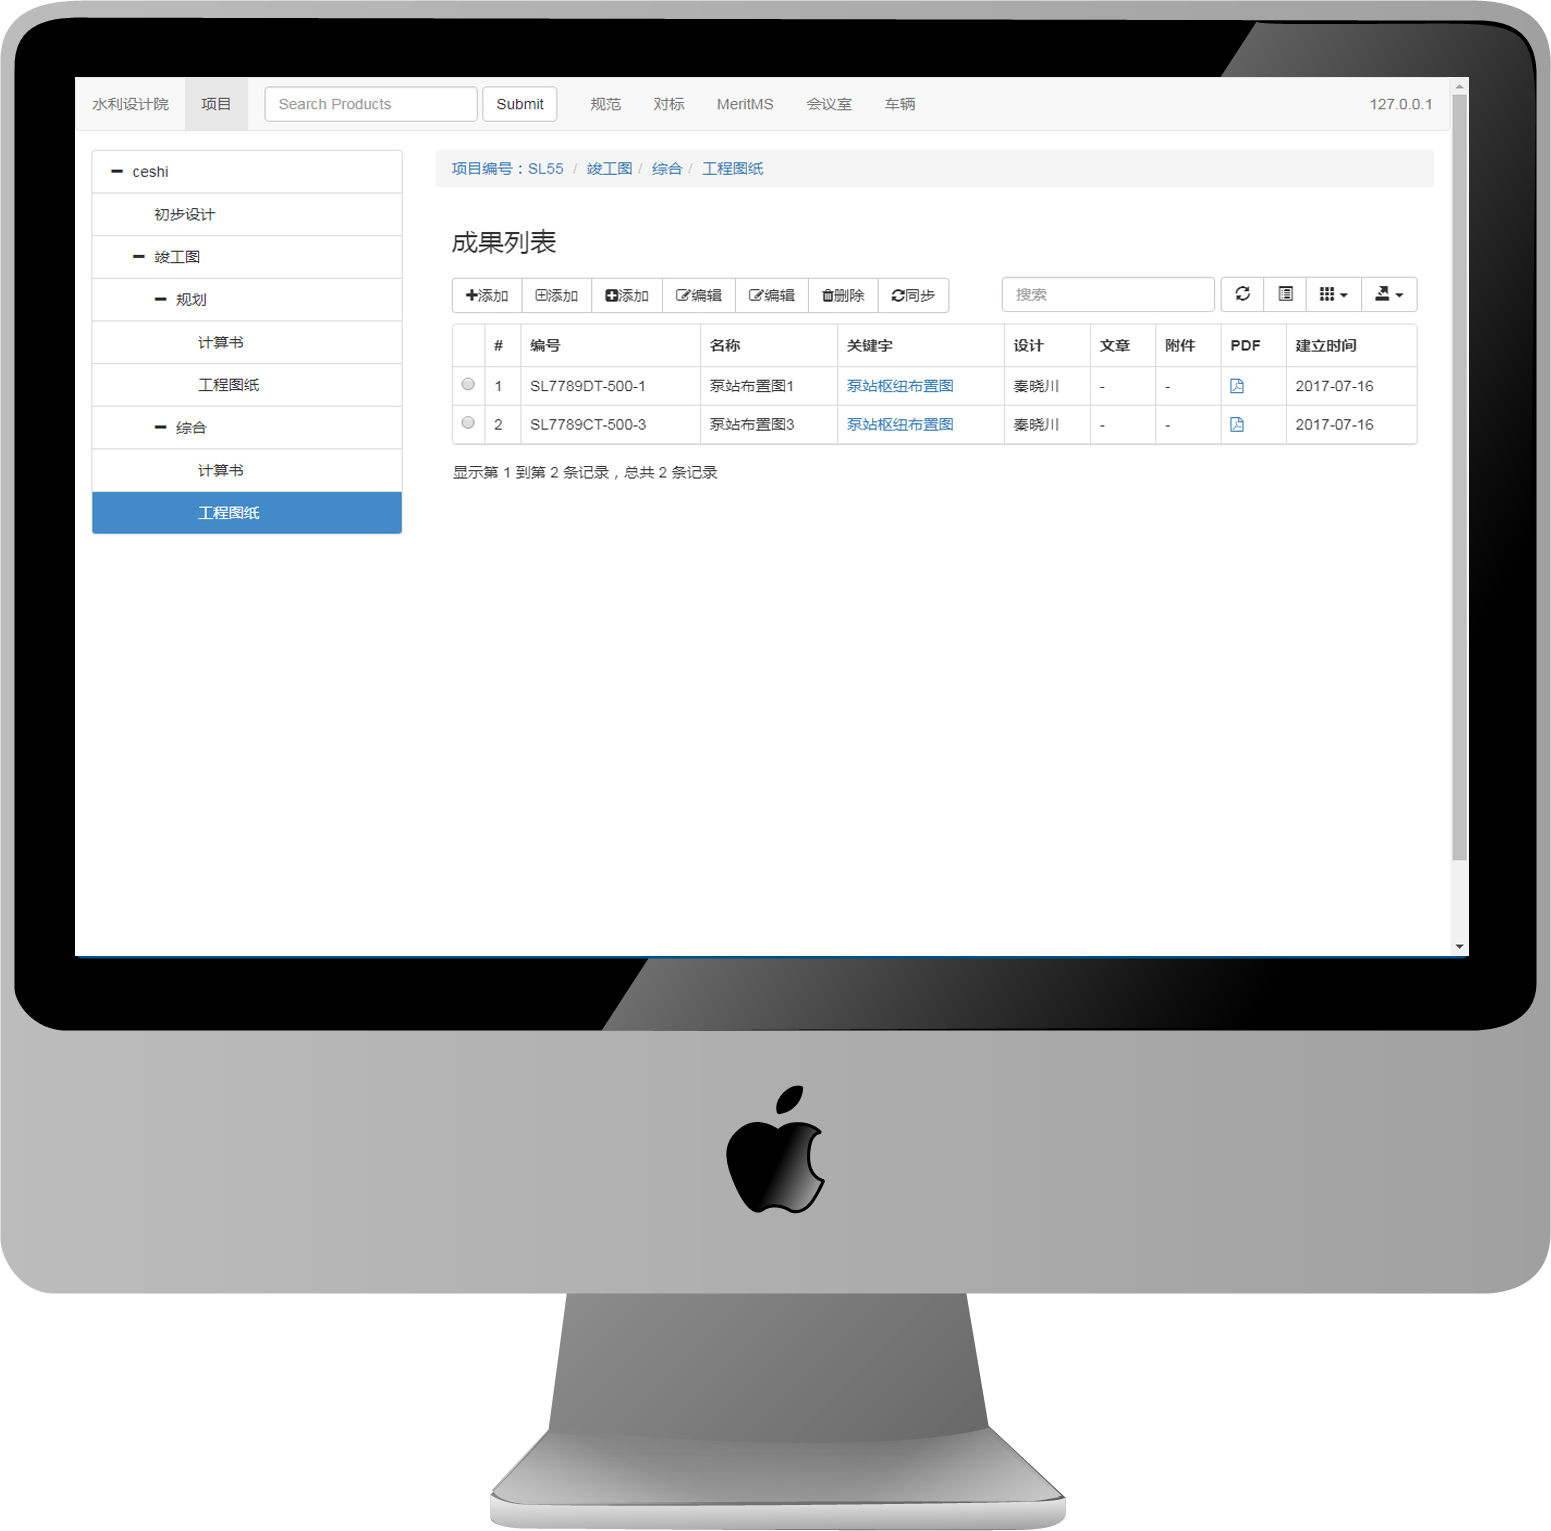 水利设计院 项目 Search Products Submit 规范 对标 MeritMS 会议室 车辆 127.0.0.1
ceshi
初步设计
竣工图
规划
计算书
工程图纸
综合
计算书
工程图纸
项目编号：SL55 / 竣工图 / 综合 / 工程图纸
成果列表
添加 添加 添加 编辑 编辑 删除 同步 搜索
# 编号 名称 关键字 设计 文章 附件 PDF 建立时间
1 SL7789DT-500-1 泵站布置图1 泵站枢纽布置图 秦晓川 - - 2017-07-16
2 SL7789CT-500-3 泵站布置图3 泵站枢纽布置图 秦晓川 - - 2017-07-16
显示第 1 到第 2 条记录，总共 2 条记录